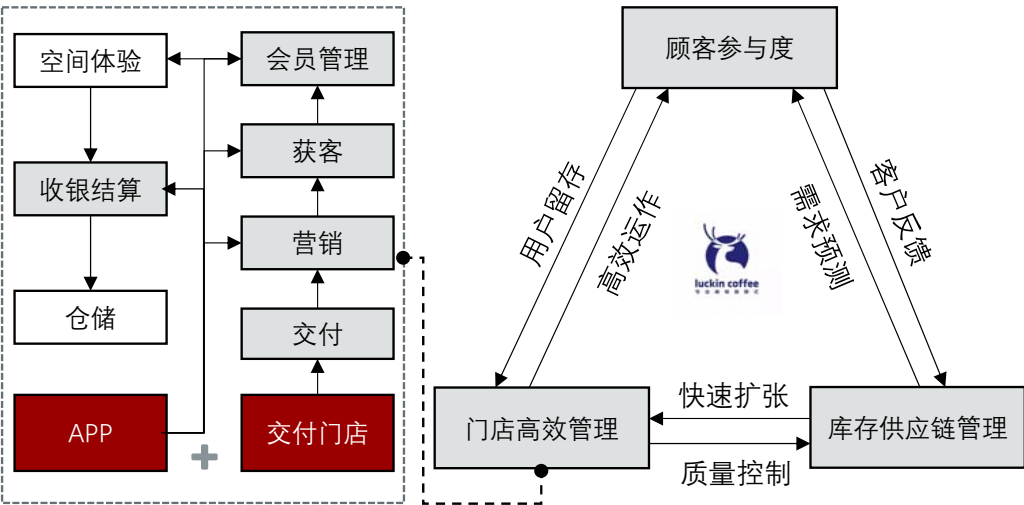 空间体验
会员管理
收银结算
获客
营销
仓储
交付
APP
交付门店
顾客参与度
用户留存
高效运作
需求预测
客户反馈
luckin coffee
门店高效管理
快速扩张
质量控制
库存供应链管理